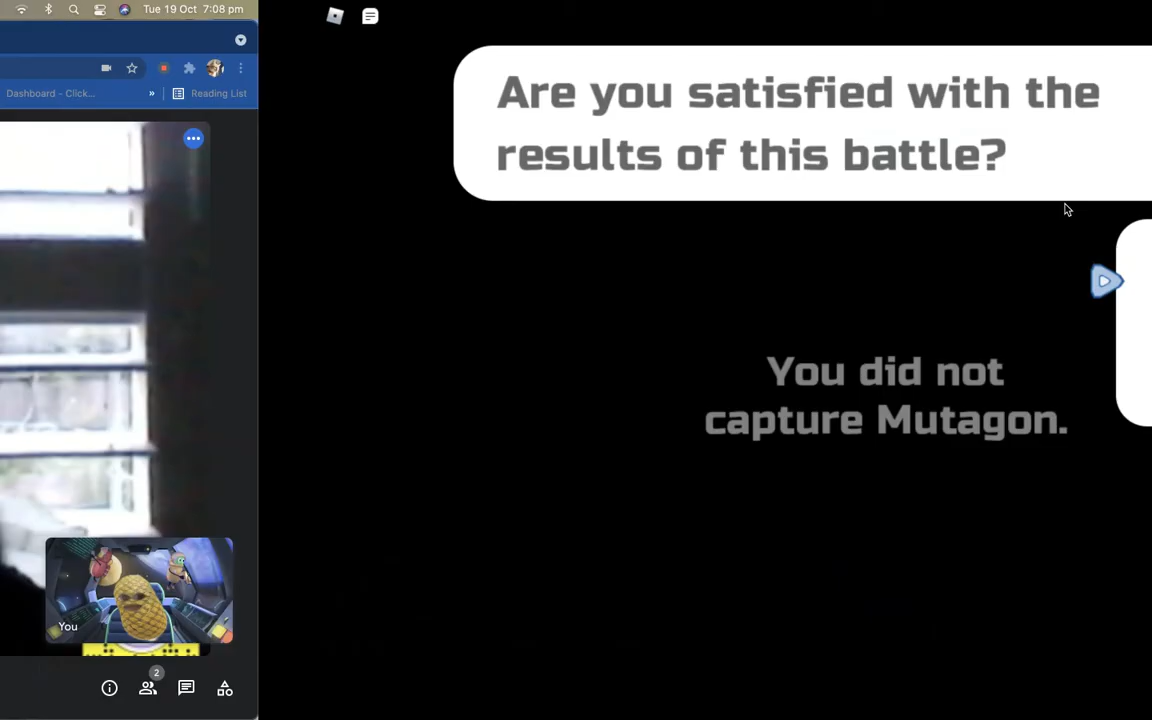 Tue 19 Oct 7:08 pm
Dashboard - Click...
»
Reading List
Are you satisfied with the
results of this battle?
You did not
capture Mutagon.
You
2